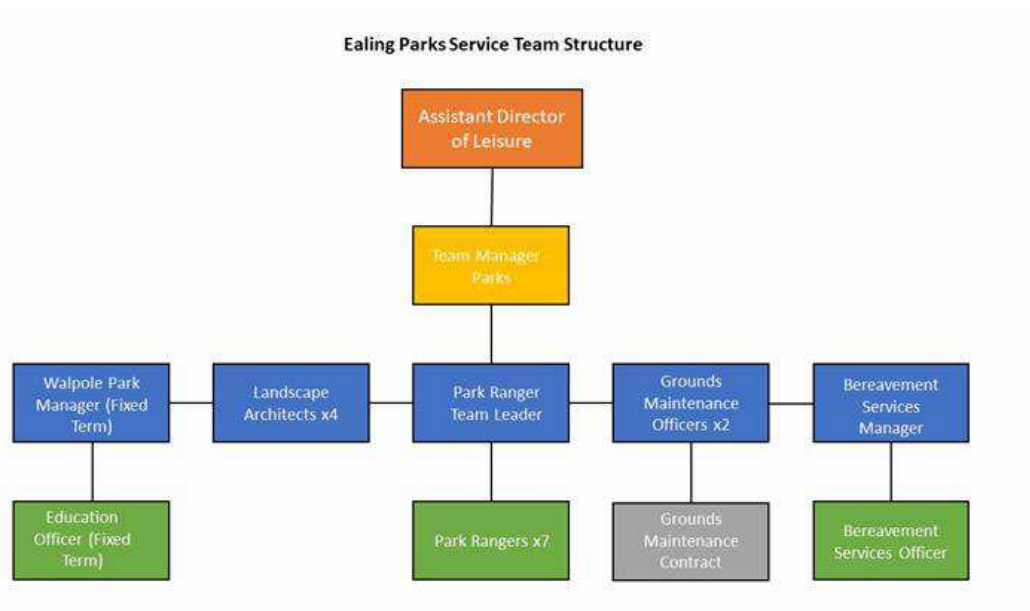 Ealing Parks Service Team Structure
Assistant Director
of Leisure
Team Manager -
Parks
Walpole Park
Manager (Fixed
Term)
Landscape
Architects x4
Park Ranger
Team Leader
Grounds
Maintenance
Officers x2
Bereavement
Services
Manager
Education
Officer (Fixed
Term)
Park Rangers x7
Grounds
Maintenance
Contract
Bereavement
Services Officer